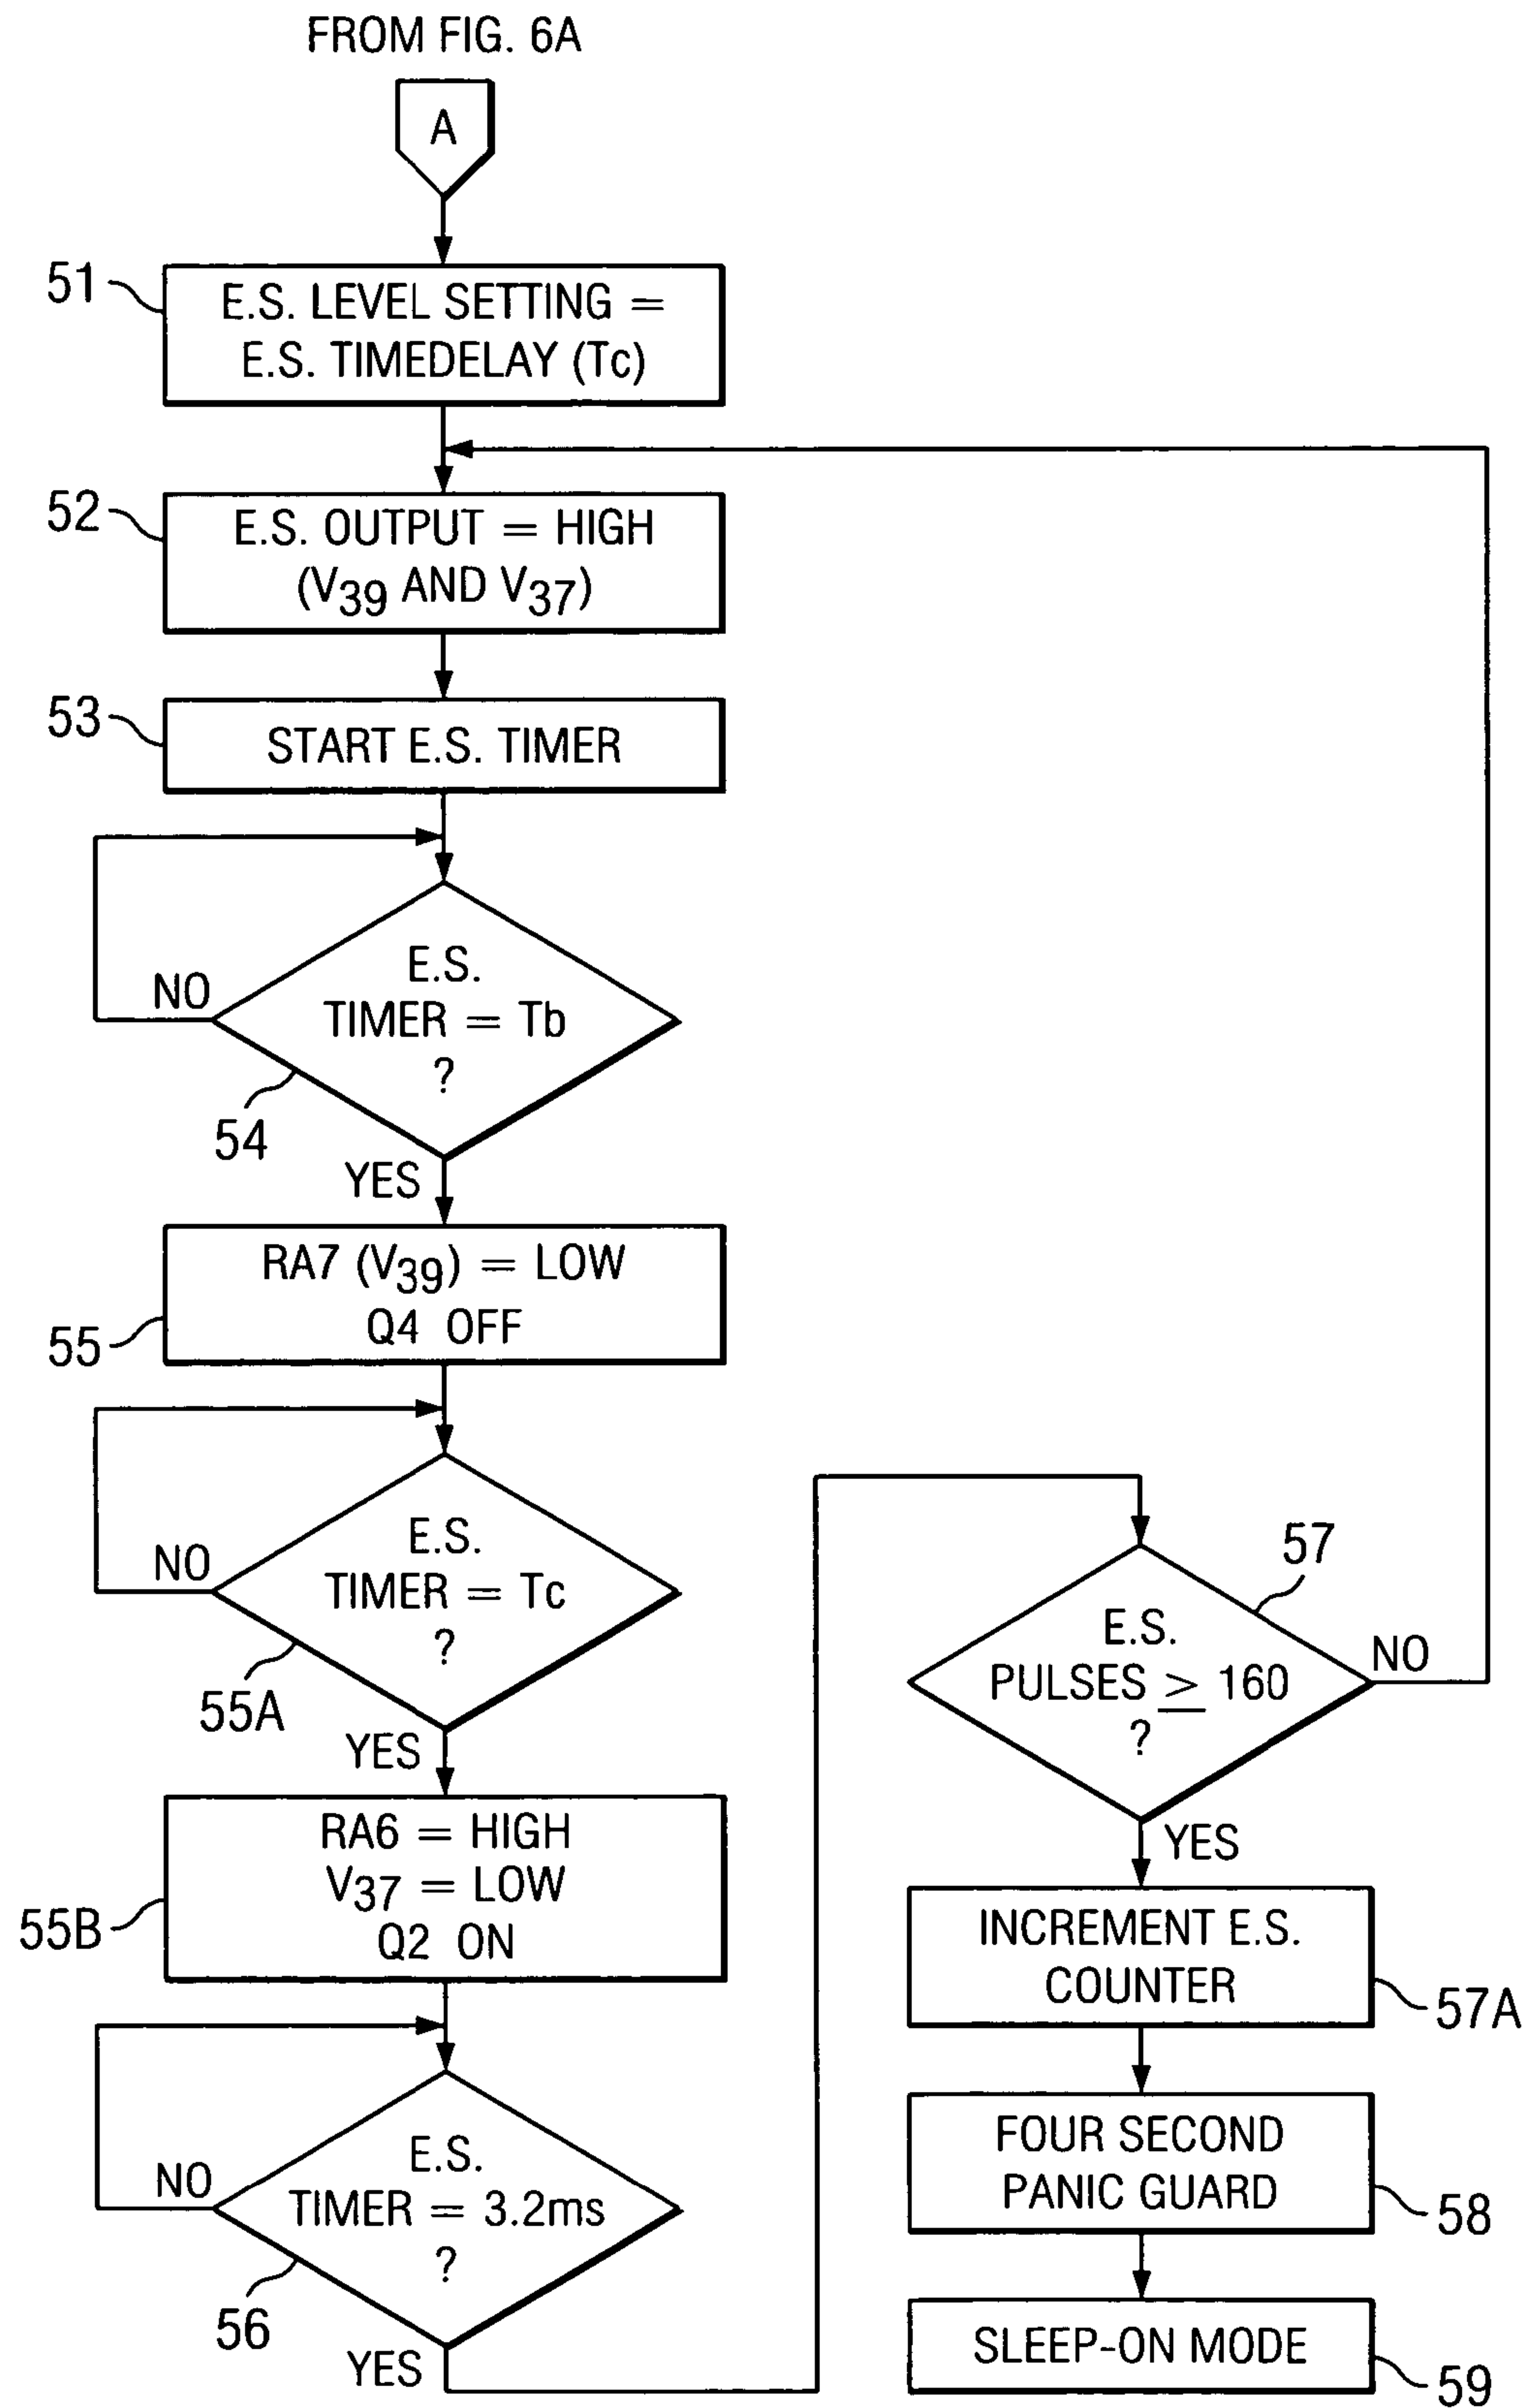 FROM FIG. 6A
A
51
E.S. LEVEL SETTING =
E.S. TIMEDELAY (Tc)
52
E.S. OUTPUT = HIGH
(V39 AND V37)
53
START E.S. TIMER
E.S.
TIMER = Tb
?
NO
54
YES
RA7 (V39) = LOW
Q4 OFF
55
E.S.
TIMER = Tc
?
NO
55A
YES
RA6 = HIGH
V37 = LOW
Q2 ON
55B
E.S.
TIMER = 3.2ms
?
NO
56
YES
57
E.S.
PULSES ≥ 160
?
NO
YES
INCREMENT E.S.
COUNTER
57A
FOUR SECOND
PANIC GUARD
58
SLEEP-ON MODE
59